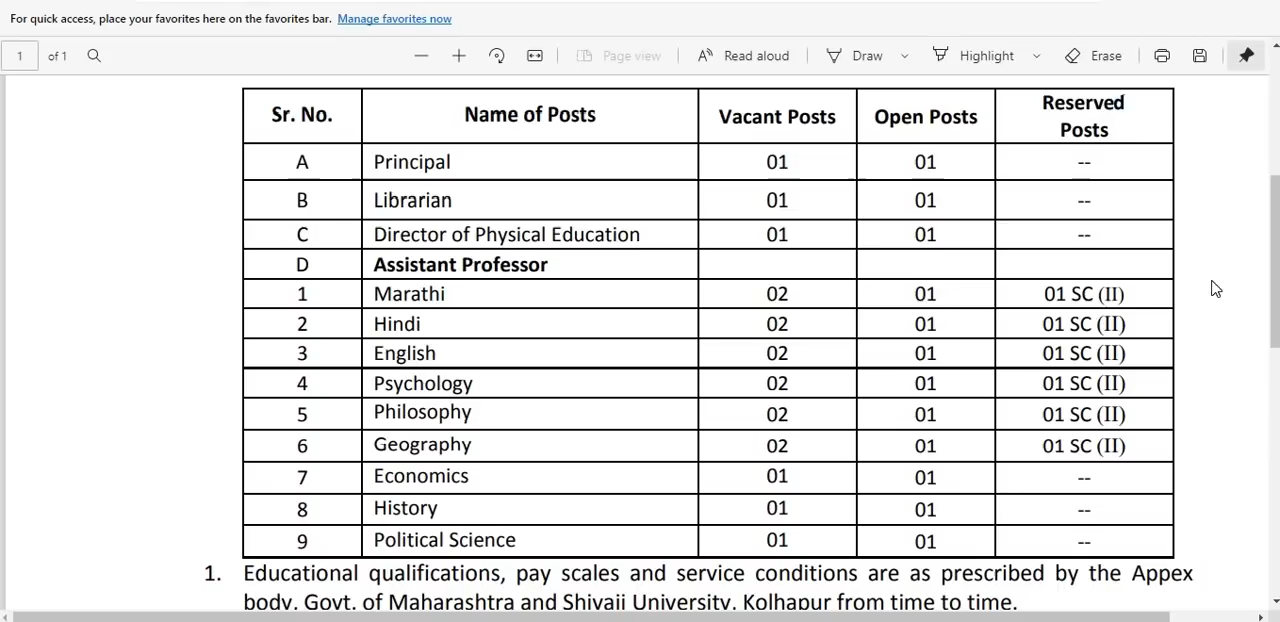 For quick access, place your favorites here on the favorites bar. Manage favorites now
1 of 1 Page view Read aloud Draw Highlight Erase
Sr. No. Name of Posts Vacant Posts Open Posts Reserved Posts
A Principal 01 01 --
B Librarian 01 01 --
C Director of Physical Education 01 01 --
D Assistant Professor
1 Marathi 02 01 01 SC (II)
2 Hindi 02 01 01 SC (II)
3 English 02 01 01 SC (II)
4 Psychology 02 01 01 SC (II)
5 Philosophy 02 01 01 SC (II)
6 Geography 02 01 01 SC (II)
7 Economics 01 01 --
8 History 01 01 --
9 Political Science 01 01 --
1. Educational qualifications, pay scales and service conditions are as prescribed by the Appex
body, Govt. of Maharashtra and Shivaji University, Kolhapur from time to time.